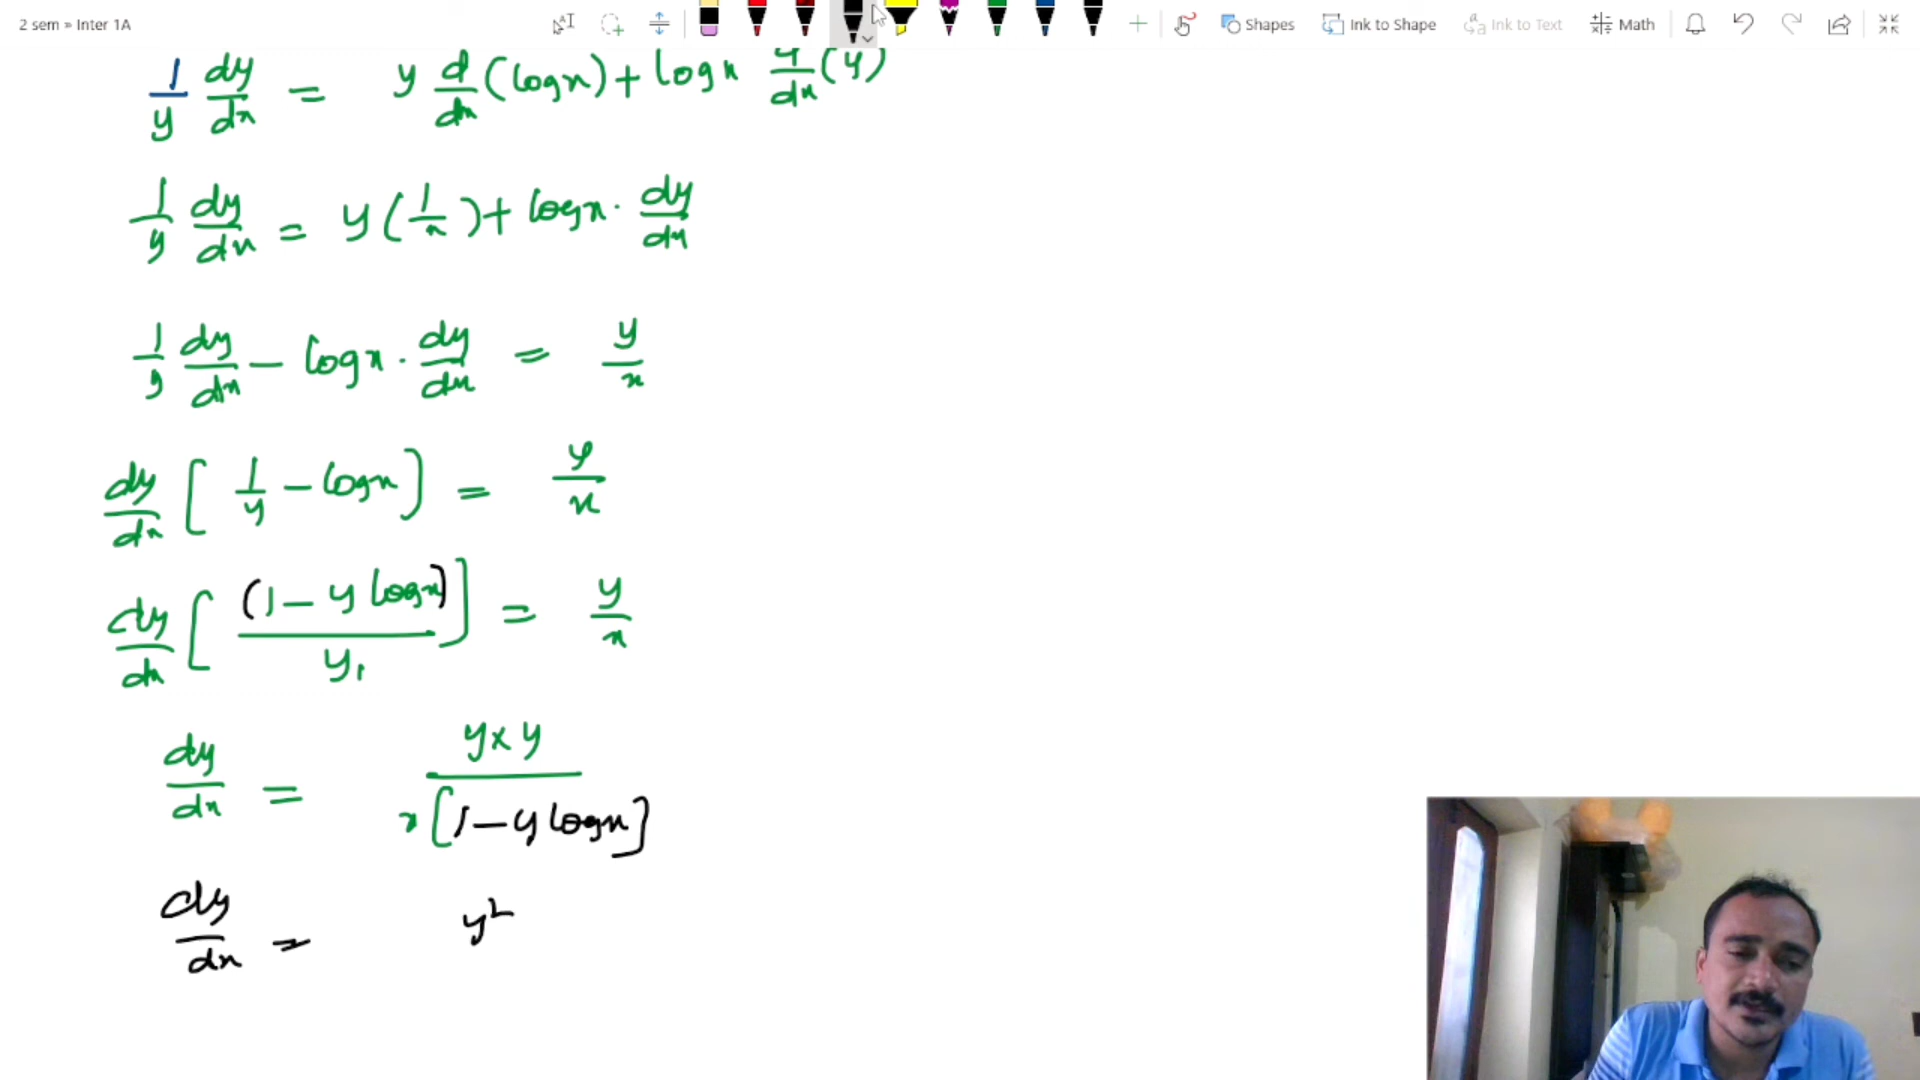 2 sem » Inter 1A
Shapes Ink to Shape Ink to Text Math
1/y dy/dx = y d/dx (log x) + log x d/dx (y)
1/y dy/dx = y (1/x) + log x · dy/dx
1/y dy/dx − log x · dy/dx = y/x
dy/dx [1/y − log x] = y/x
dy/dx [(1 − y log x)/y] = y/x
dy/dx = y × y / x[1 − y log x]
dy/dx = y²